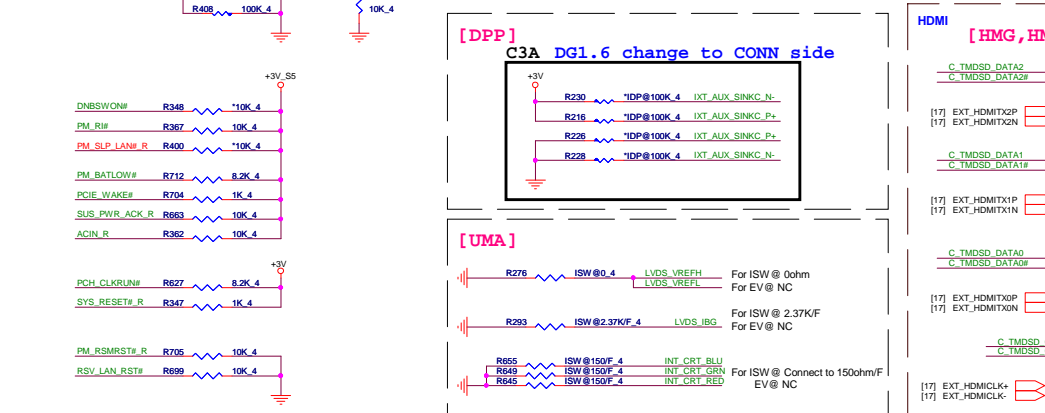 R408 100K_4
10K_4
+3V_S5
DNBSWON# R348 *10K_4
PM_RI# R367 10K_4
PM_SLP_LAN#_R R400 *10K_4
PM_BATLOW# R712 8.2K_4
PCIE_WAKE# R704 1K_4
SUS_PWR_ACK_R R663 10K_4
ACIN_R R362 10K_4
+3V
PCH_CLKRUN# R627 8.2K_4
SYS_RESET#_R R347 1K_4
PM_RSMRST#_R R705 10K_4
RSV_LAN_RST# R699 10K_4
[DPP]
C3A DG1.6 change to CONN side
+3V
R230 *IDP@100K_4 IXT_AUX_SINKC_N-
R216 *IDP@100K_4 IXT_AUX_SINKC_P+
R226 *IDP@100K_4 IXT_AUX_SINKC_P+
R228 *IDP@100K_4 IXT_AUX_SINKC_N-
[UMA]
R276 ISW@0_4 LVDS_VREFH For ISW@ 0ohm
LVDS_VREFL For EV@ NC
For ISW@ 2.37K/F
R293 ISW@2.37K/F_4 LVDS_IBG For EV@ NC
R655 ISW@150/F_4 INT_CRT_BLU
R649 ISW@150/F_4 INT_CRT_GRN For ISW@ Connect to 150ohm/F
R645 ISW@150/F_4 INT_CRT_RED EV@ NC
HDMI
[HMG,HM
C_TMDSD_DATA2
C_TMDSD_DATA2#
[17] EXT_HDMITX2P
[17] EXT_HDMITX2N
C_TMDSD_DATA1
C_TMDSD_DATA1#
[17] EXT_HDMITX1P
[17] EXT_HDMITX1N
C_TMDSD_DATA0
C_TMDSD_DATA0#
[17] EXT_HDMITX0P
[17] EXT_HDMITX0N
C_TMDSD_
C_TMDSD_
[17] EXT_HDMICLK+
[17] EXT_HDMICLK-